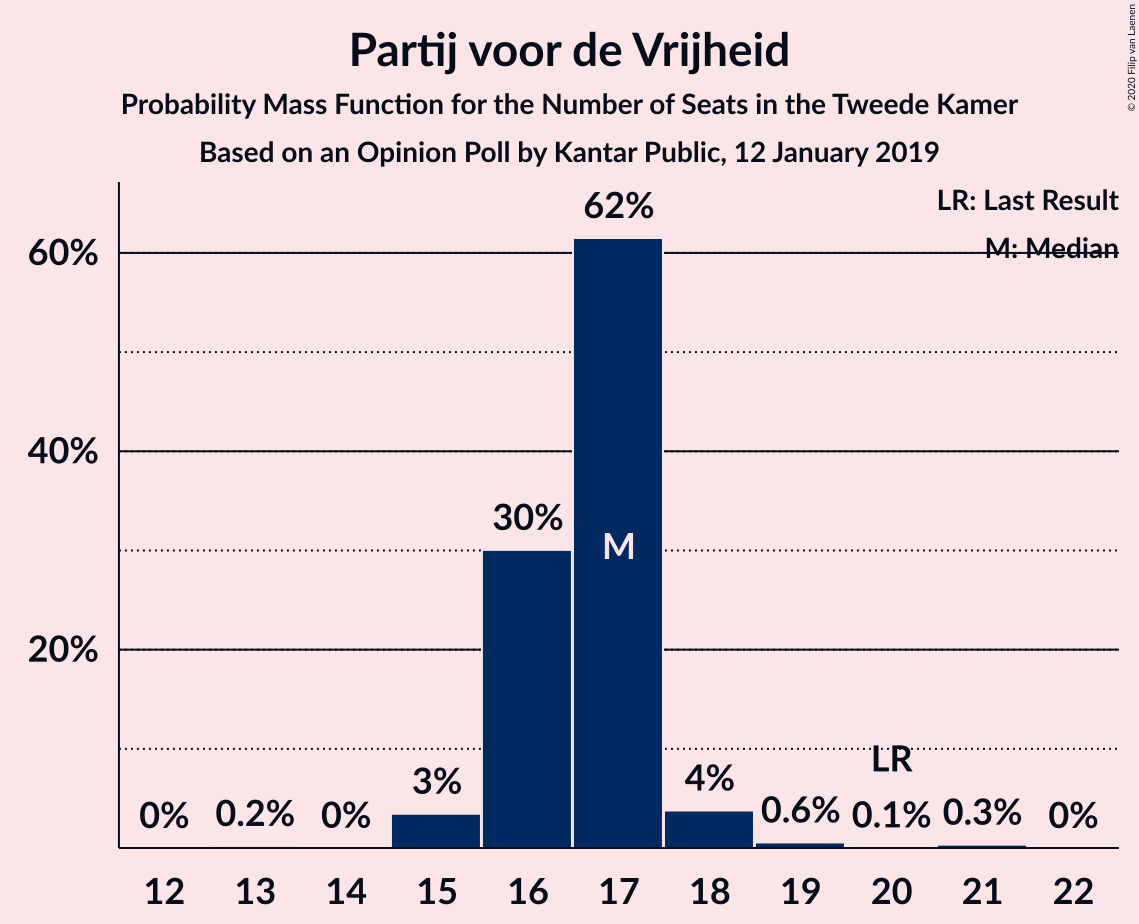 Partij voor de Vrijheid
Probability Mass Function for the Number of Seats in the Tweede Kamer
Based on an Opinion Poll by Kantar Public, 12 January 2019
© 2020 Filip van Laenen
LR: Last Result
M: Median
62%
60%
40%
30%
M
20%
LR
3%
4%
0%
0.2%
0%
0.6%
0.1%
0.3%
0%
12 13 14 15 16 17 18 19 20 21 22